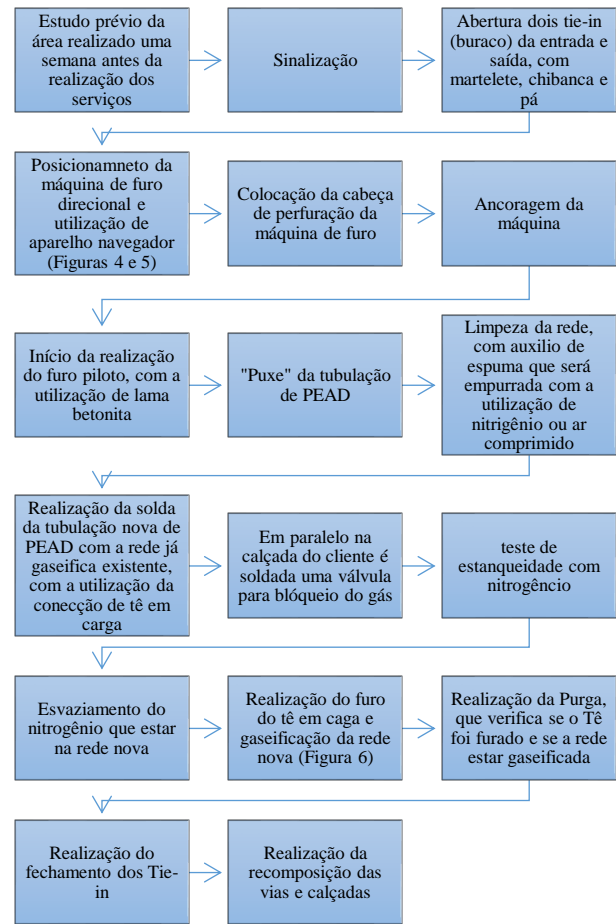 Estudo prévio da
área realizado uma
semana antes da
realização dos
serviços
Sinalização
Abertura dois tie-in
(buraco) da entrada e
saída, com
martelete, chibanca e
pá
Posicionamneto da
máquina de furo
direcional e
utilização de
aparelho navegador
(Figuras 4 e 5)
Colocação da cabeça
de perfuração da
máquina de furo
Ancoragem da
máquina
Início da realização
do furo piloto, com a
utilização de lama
betonita
"Puxe" da tubulação
de PEAD
Limpeza da rede,
com auxilio de
espuma que será
empurrada com a
utilização de
nitrigênio ou ar
comprimido
Realização da solda
da tubulação nova de
PEAD com a rede já
gaseifica existente,
com a utilização da
conecção de tê em
carga
Em paralelo na
calçada do cliente é
soldada uma válvula
para blóqueio do gás
teste de
estanqueidade com
nitrogêncio
Esvaziamento do
nitrogênio que estar
na rede nova
Realização do furo
do tê em caga e
gaseificação da rede
nova (Figura 6)
Realização da Purga,
que verifica se o Tê
foi furado e se a rede
estar gaseificada
Realização do
fechamento dos Tie-
in
Realização da
recomposição das
vias e calçadas